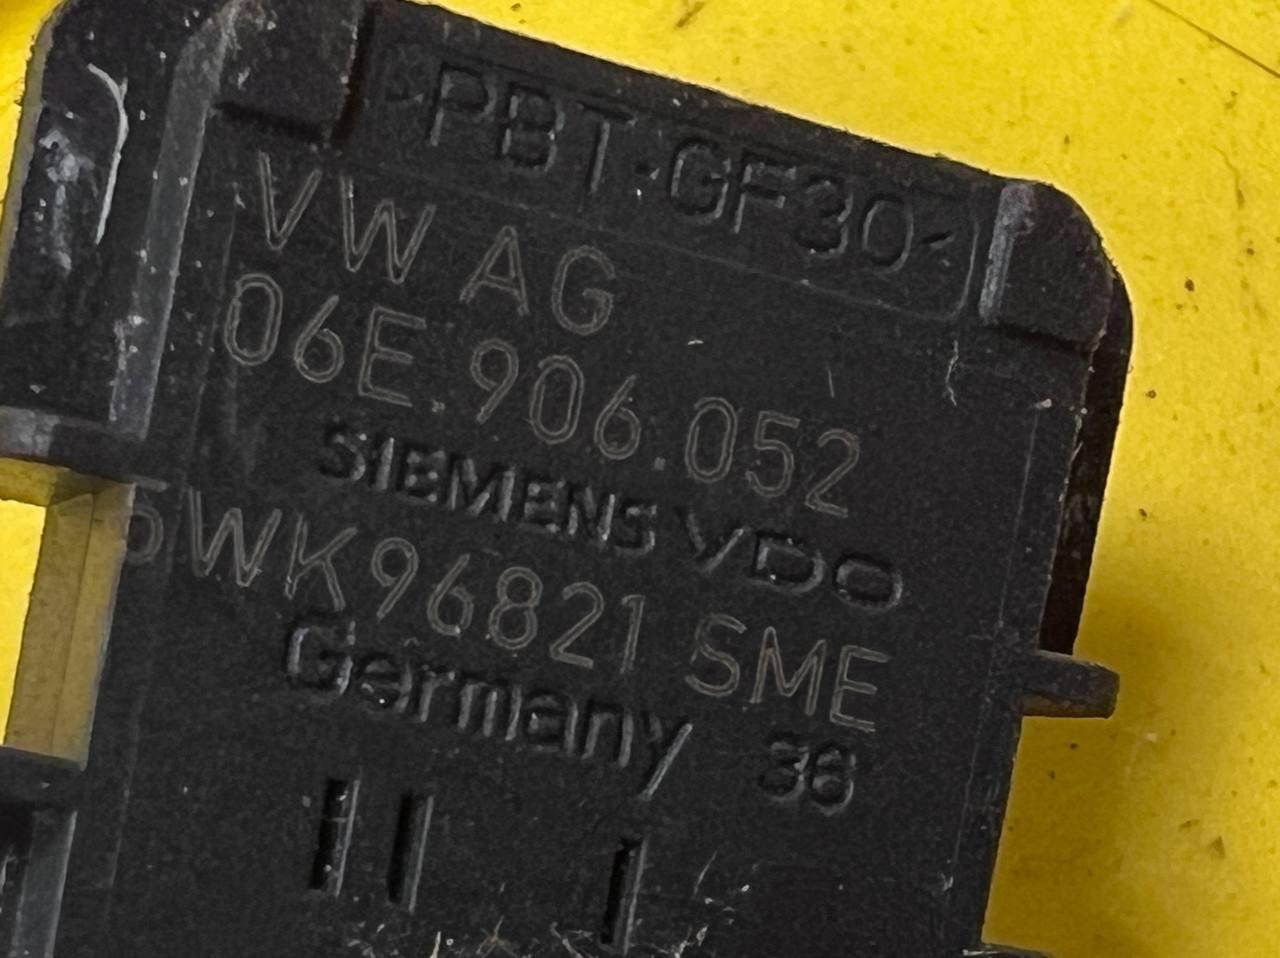 >PBT-GF30<
VW AG
06E.906.052
SIEMENS VDO
5WK96821 SME
Germany 36